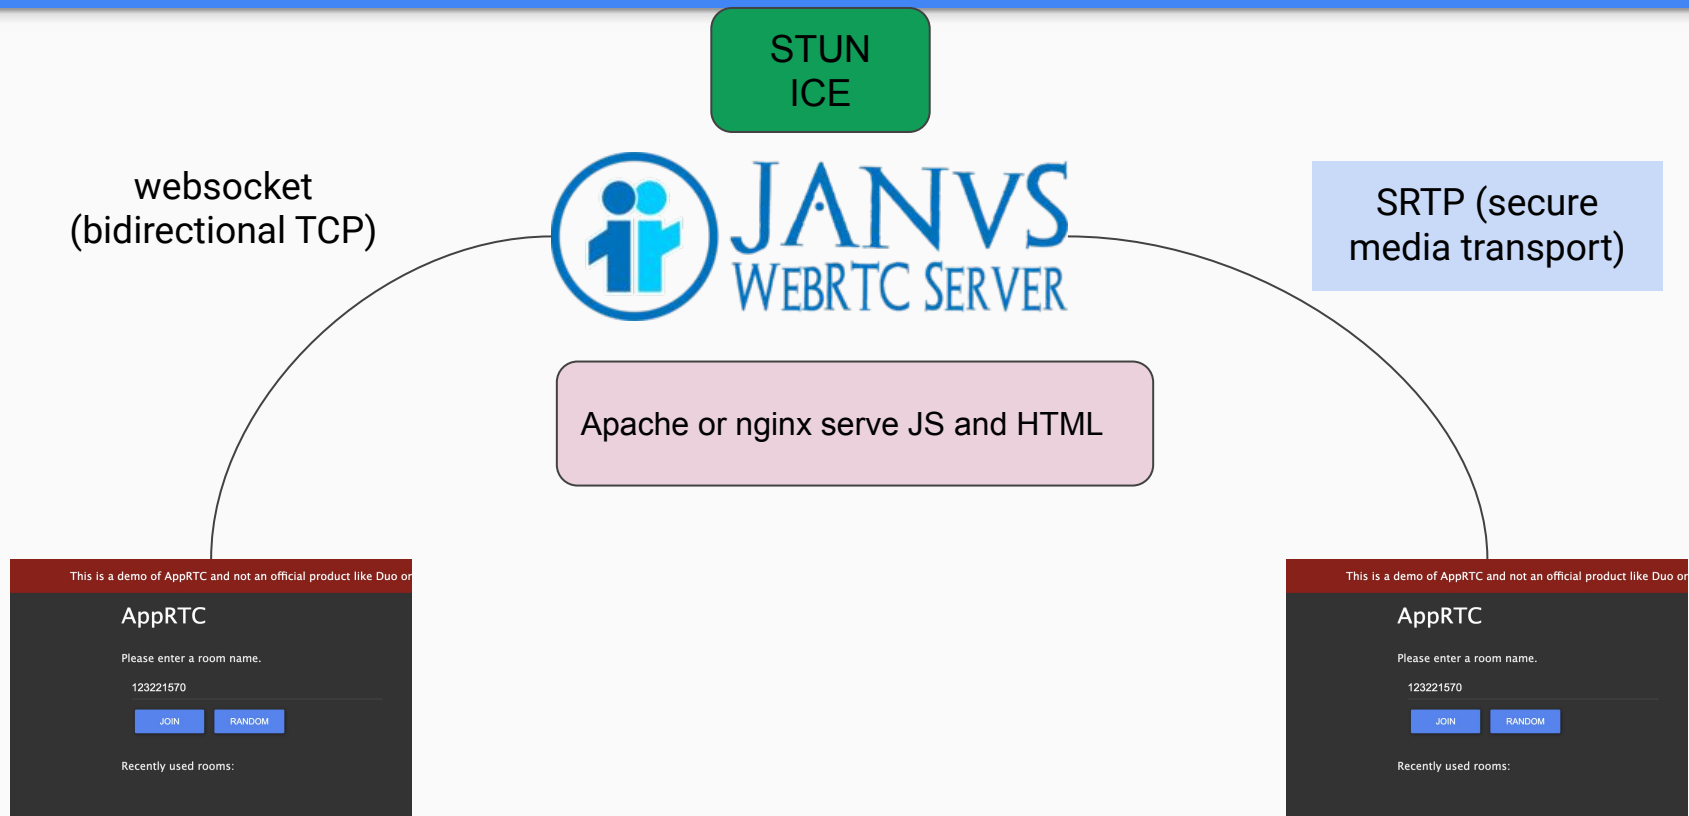 STUN
ICE
websocket
(bidirectional TCP)
JANVS
WEBRTC SERVER
SRTP (secure
media transport)
Apache or nginx serve JS and HTML
This is a demo of AppRTC and not an official product like Duo or
AppRTC
Please enter a room name.
123221570
JOIN RANDOM
Recently used rooms:
This is a demo of AppRTC and not an official product like Duo or
AppRTC
Please enter a room name.
123221570
JOIN RANDOM
Recently used rooms: